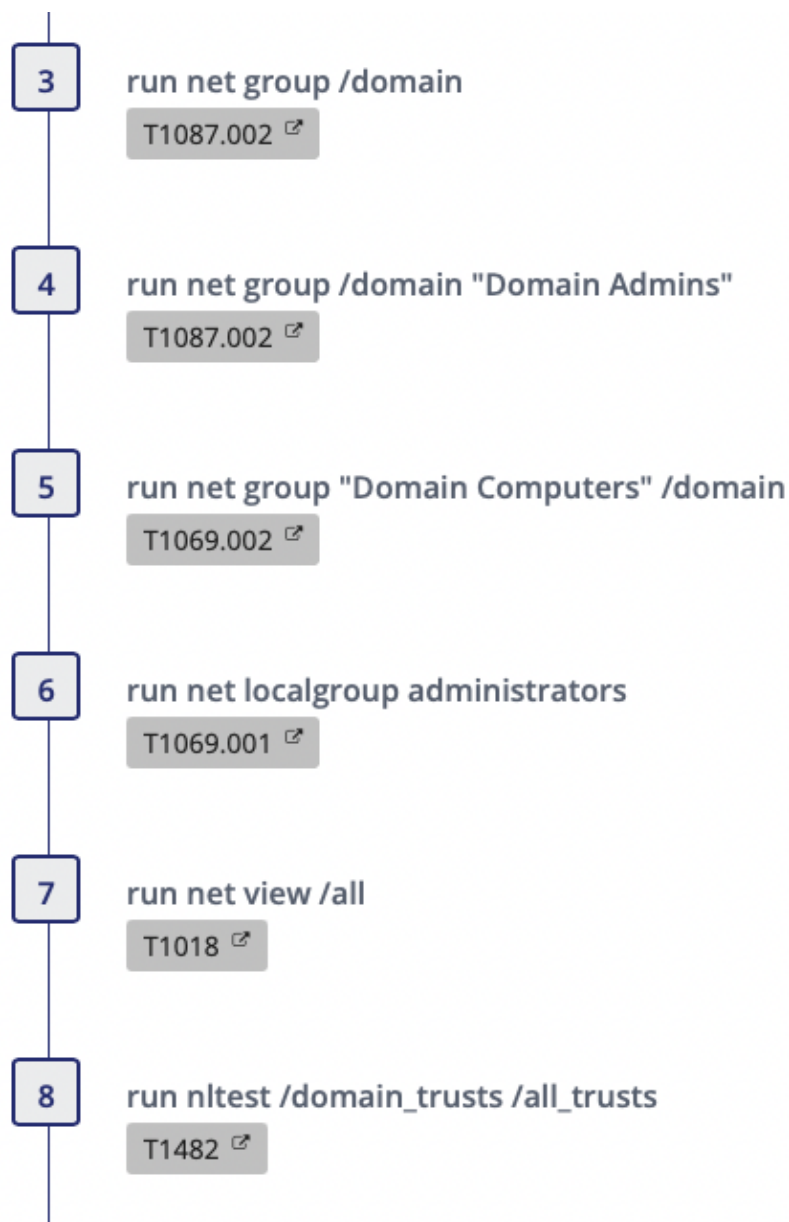 3
run net group /domain
T1087.002
4
run net group /domain "Domain Admins"
T1087.002
5
run net group "Domain Computers" /domain
T1069.002
6
run net localgroup administrators
T1069.001
7
run net view /all
T1018
8
run nltest /domain_trusts /all_trusts
T1482